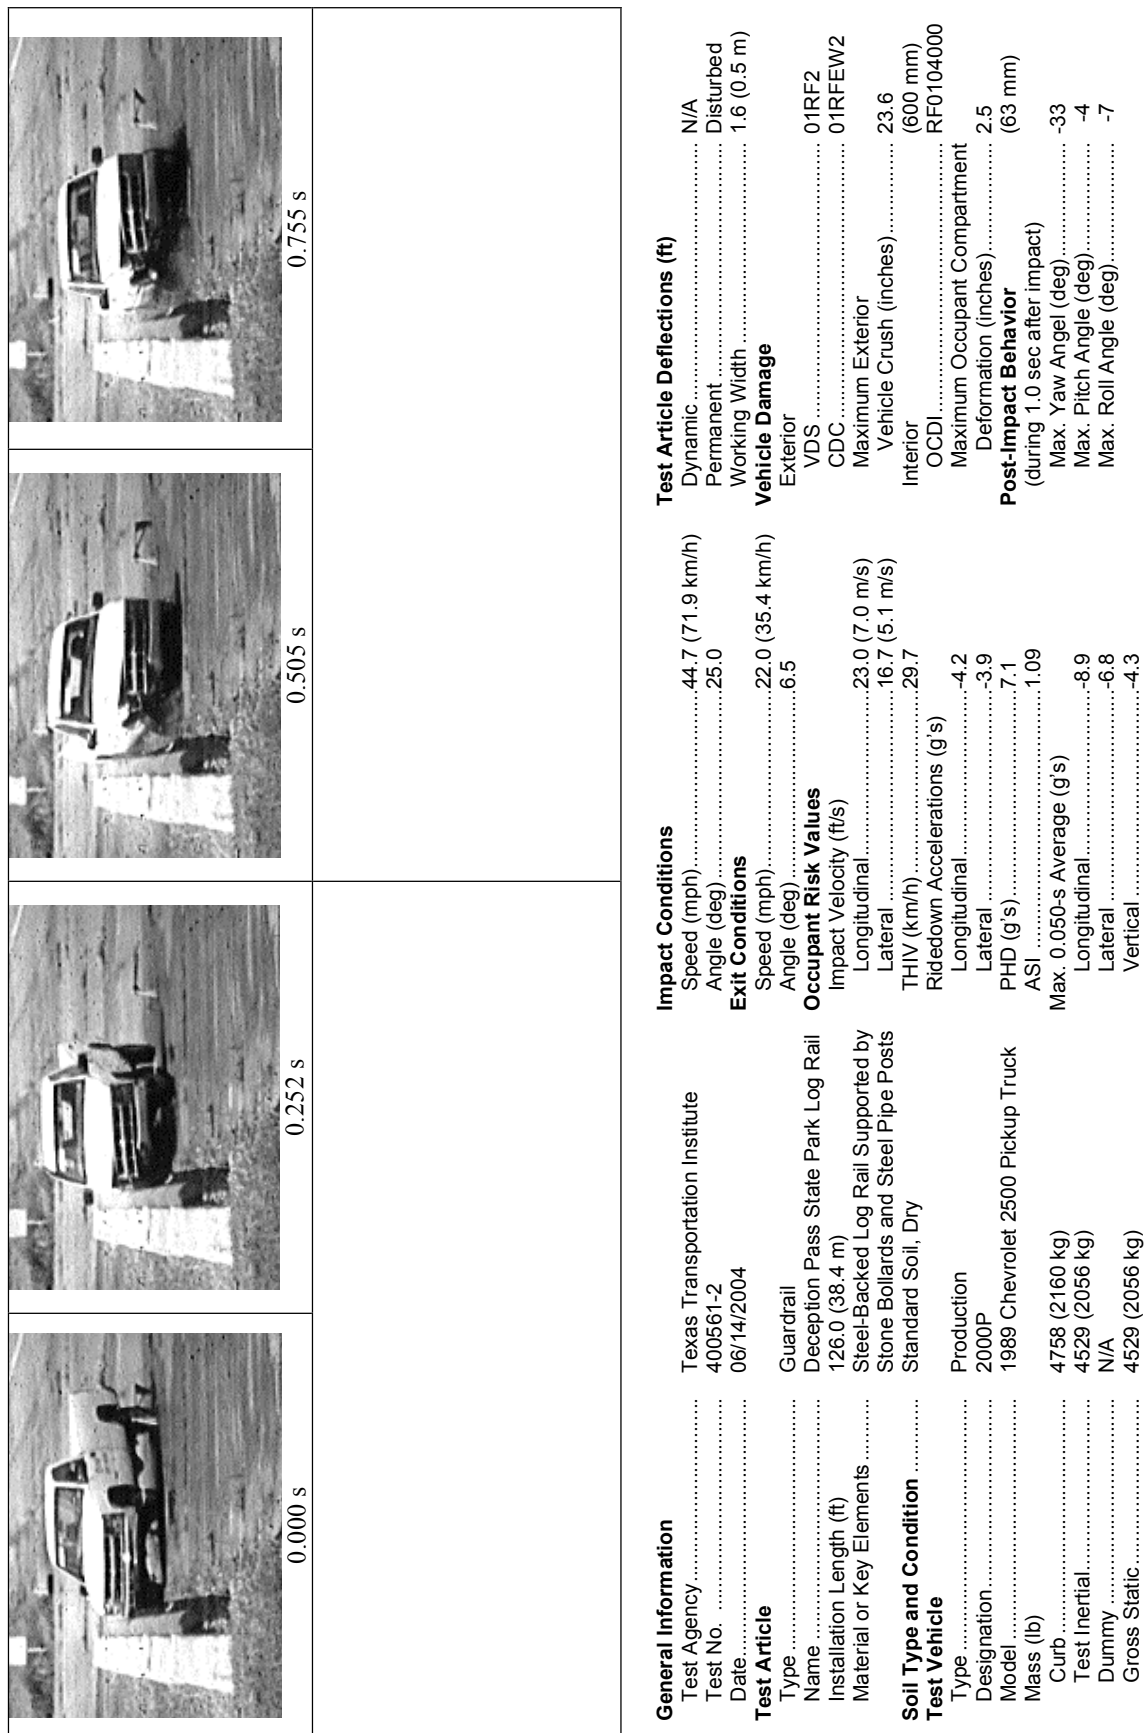 0.000 s
0.252 s
0.505 s
0.755 s
General Information
Test Agency.................................. Texas Transportation Institute
Test No. ....................................... 400561-2
Date.............................................. 06/14/2004
Test Article
Type.............................................. Guardrail
Name ........................................... Deception Pass State Park Log Rail
Installation Length (ft) 126.0 (38.4 m)
Material or Key Elements........... Steel-Backed Log Rail Supported by
Stone Bollards and Steel Pipe Posts
Soil Type and Condition ............. Standard Soil, Dry
Test Vehicle
Type.............................................. Production
Designation.................................. 2000P
Model............................................ 1989 Chevrolet 2500 Pickup Truck
Mass (lb)
Curb........................................... 4758 (2160 kg)
Test Inertial................................ 4529 (2056 kg)
Dummy ..................................... N/A
Gross Static.............................. 4529 (2056 kg)
Impact Conditions
Speed (mph)................................44.7 (71.9 km/h)
Angle (deg)..................................25.0
Exit Conditions
Speed (mph)................................22.0 (35.4 km/h)
Angle (deg)..................................6.5
Occupant Risk Values
Impact Velocity (ft/s)
Longitudinal..............................23.0 (7.0 m/s)
Lateral......................................16.7 (5.1 m/s)
THIV (km/h).................................29.7
Ridedown Accelerations (g's)
Longitudinal..............................-4.2
Lateral......................................-3.9
PHD (g's).....................................7.1
ASI ..............................................1.09
Max. 0.050-s Average (g's)
Longitudinal..............................-8.9
Lateral ......................................-6.8
Vertical .....................................-4.3
Test Article Deflections (ft)
Dynamic...................................... N/A
Permanent .................................. Disturbed
Working Width ............................ 1.6 (0.5 m)
Vehicle Damage
Exterior
VDS ......................................... 01RF2
CDC......................................... 01RFEW2
Maximum Exterior
Vehicle Crush (inches)........... 23.6
Interior (600 mm)
OCDI........................................ RF0104000
Maximum Occupant Compartment
Deformation (inches)............. 2.5
Post-Impact Behavior (63 mm)
(during 1.0 sec after impact)
Max. Yaw Angel (deg)................ -33
Max. Pitch Angle (deg)............... -4
Max. Roll Angle (deg)................. -7